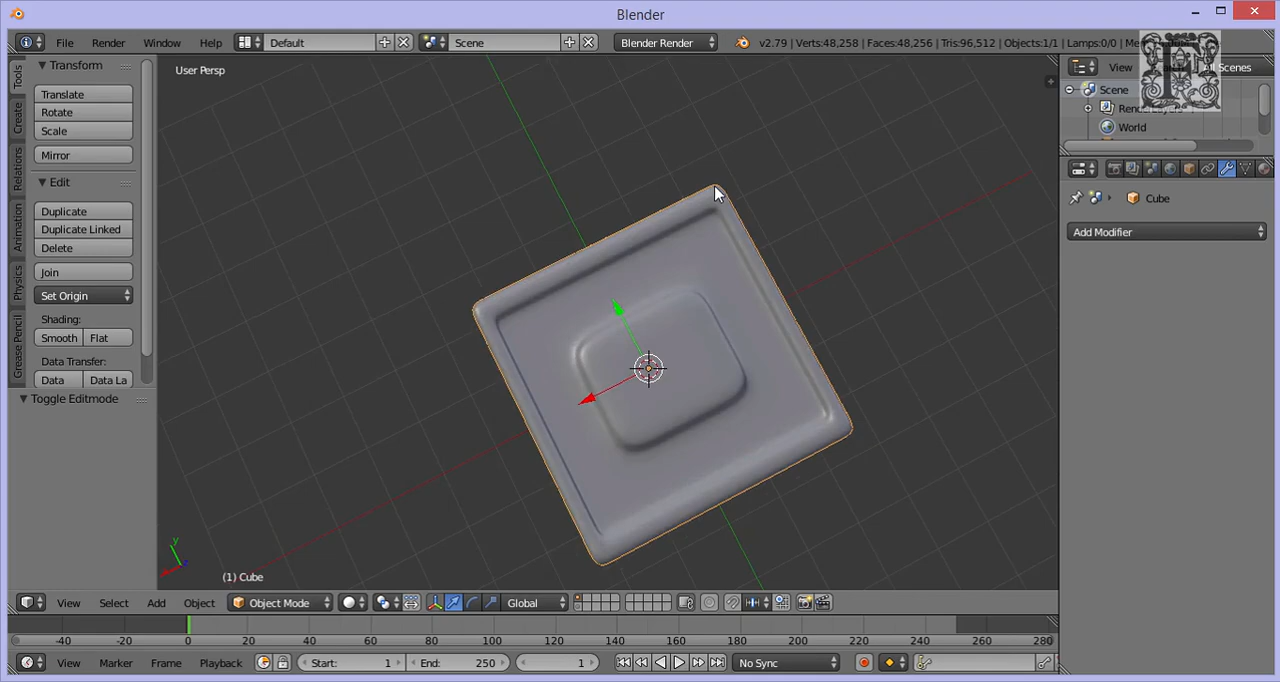 Blender
File Render Window Help Default Scene Blender Render v2.79 | Verts:48,258 | Faces:48,256 | Tris:96,512 | Objects:1/1 | Lamps:0/0 |
Transform
Translate
Rotate
Scale
Mirror
Edit
Duplicate
Duplicate Linked
Delete
Join
Set Origin
Shading:
Smooth Flat
Data Transfer:
Data Data La
Toggle Editmode
Tools
Create
Relations
Animation
Physics
Grease Pencil
User Persp
y
(1) Cube
View All Scenes
Scene
World
Cube
Add Modifier
View Select Add Object Object Mode Global
-40 -20 0 20 40 60 80 100 120 140 160 180 200 220 240 260 280
View Marker Frame Playback Start: 1 End: 250 1 No Sync